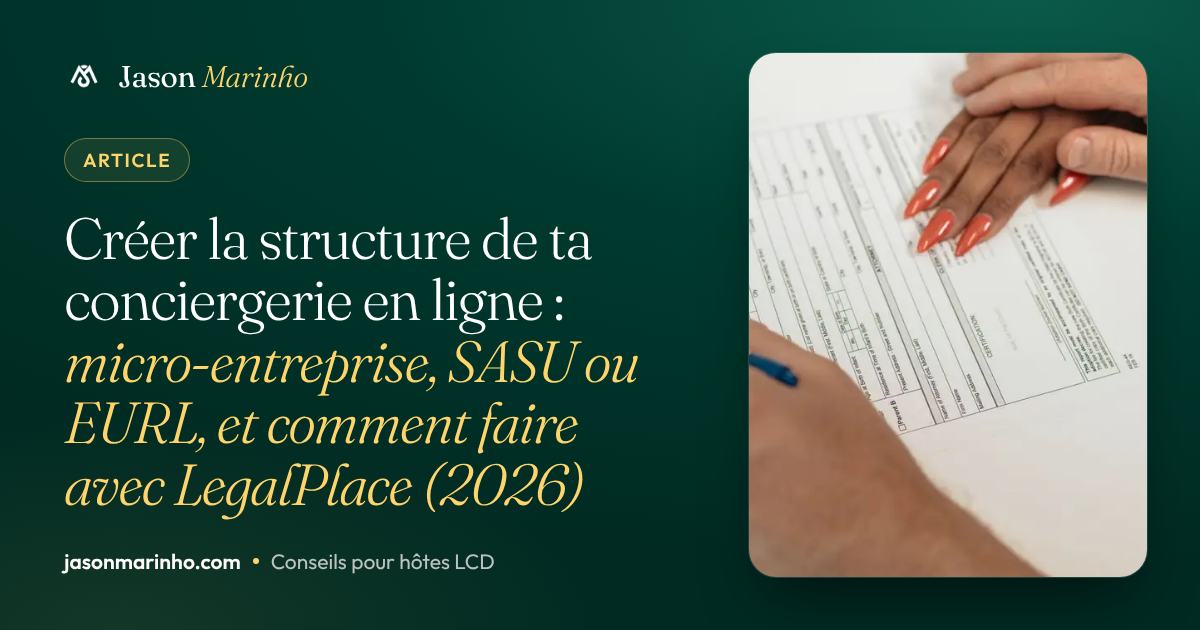 Jason Marinho
ARTICLE
Créer la structure de ta
conciergerie en ligne :
micro-entreprise, SASU ou
EURL, et comment faire
avec LegalPlace (2026)
jasonmarinho.com • Conseils pour hôtes LCD
CERTIFICATION